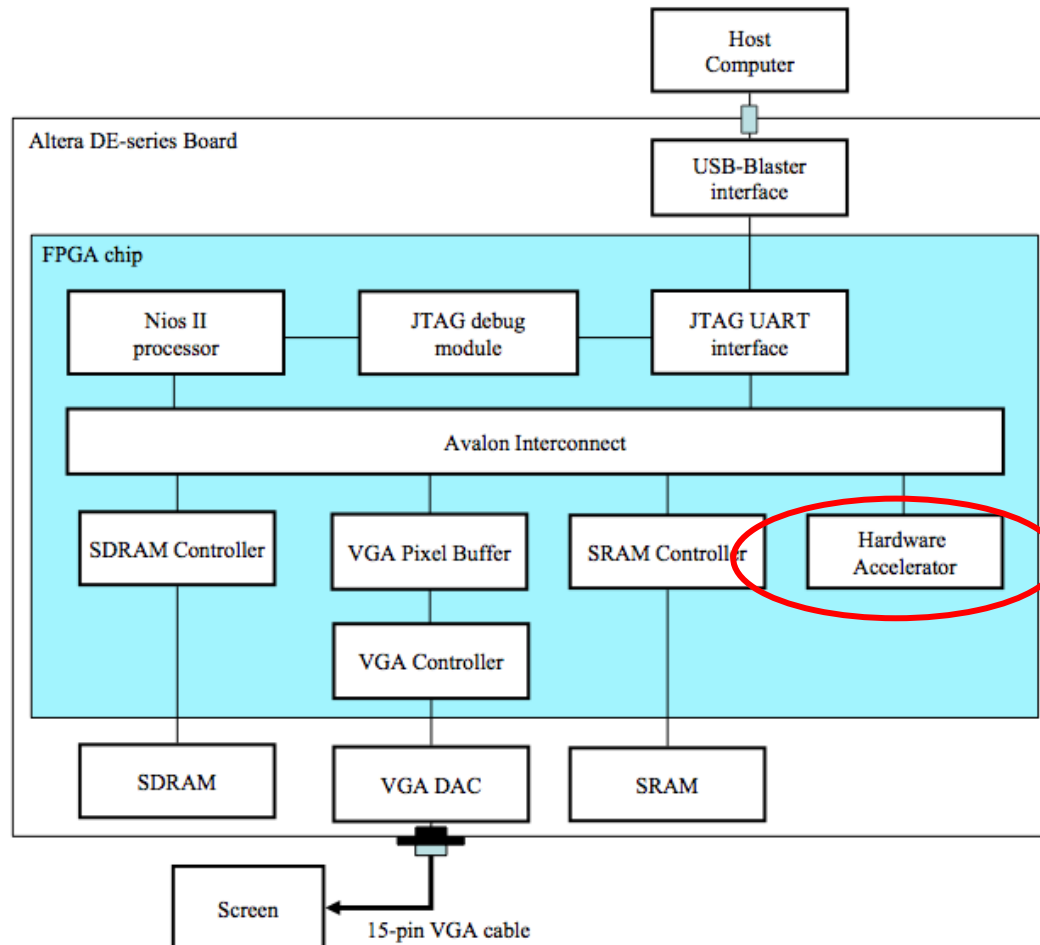 Host
Computer
Altera DE-series Board
USB-Blaster
interface
FPGA chip
Nios II
processor
JTAG debug
module
JTAG UART
interface
Avalon Interconnect
SDRAM Controller
VGA Pixel Buffer
SRAM Controller
Hardware
Accelerator
VGA Controller
SDRAM
VGA DAC
SRAM
Screen
15-pin VGA cable